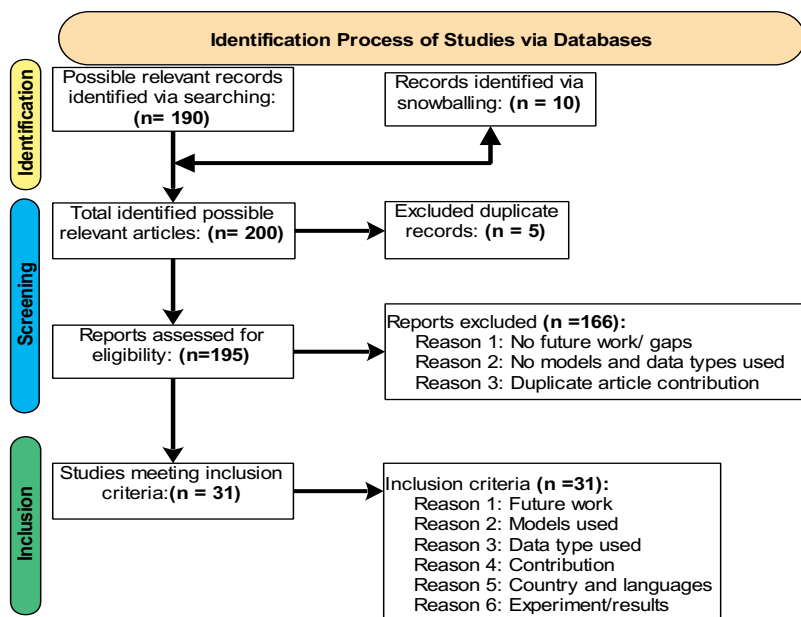 Identification Process of Studies via Databases
Identification
Possible relevant records
identified via searching:
(n= 190)
Records identified via
snowballing: (n = 10)
Screening
Total identified possible
relevant articles: (n= 200)
Excluded duplicate
records: (n = 5)
Reports assessed for
eligibility: (n=195)
Reports excluded (n =166):
Reason 1: No future work/ gaps
Reason 2: No models and data types used
Reason 3: Duplicate article contribution
Inclusion
Studies meeting inclusion
criteria:(n = 31)
Inclusion criteria (n =31):
Reason 1: Future work
Reason 2: Models used
Reason 3: Data type used
Reason 4: Contribution
Reason 5: Country and languages
Reason 6: Experiment/results